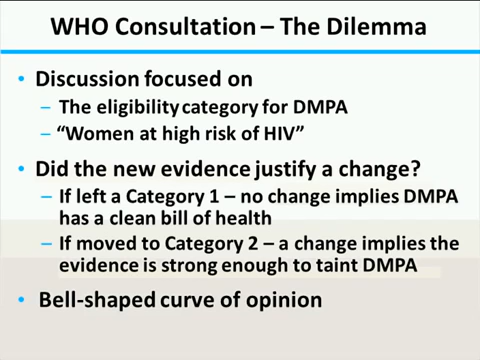 WHO Consultation – The Dilemma
• Discussion focused on
– The eligibility category for DMPA
– “Women at high risk of HIV”
• Did the new evidence justify a change?
– If left a Category 1 – no change implies DMPA
has a clean bill of health
– If moved to Category 2 – a change implies the
evidence is strong enough to taint DMPA
• Bell-shaped curve of opinion